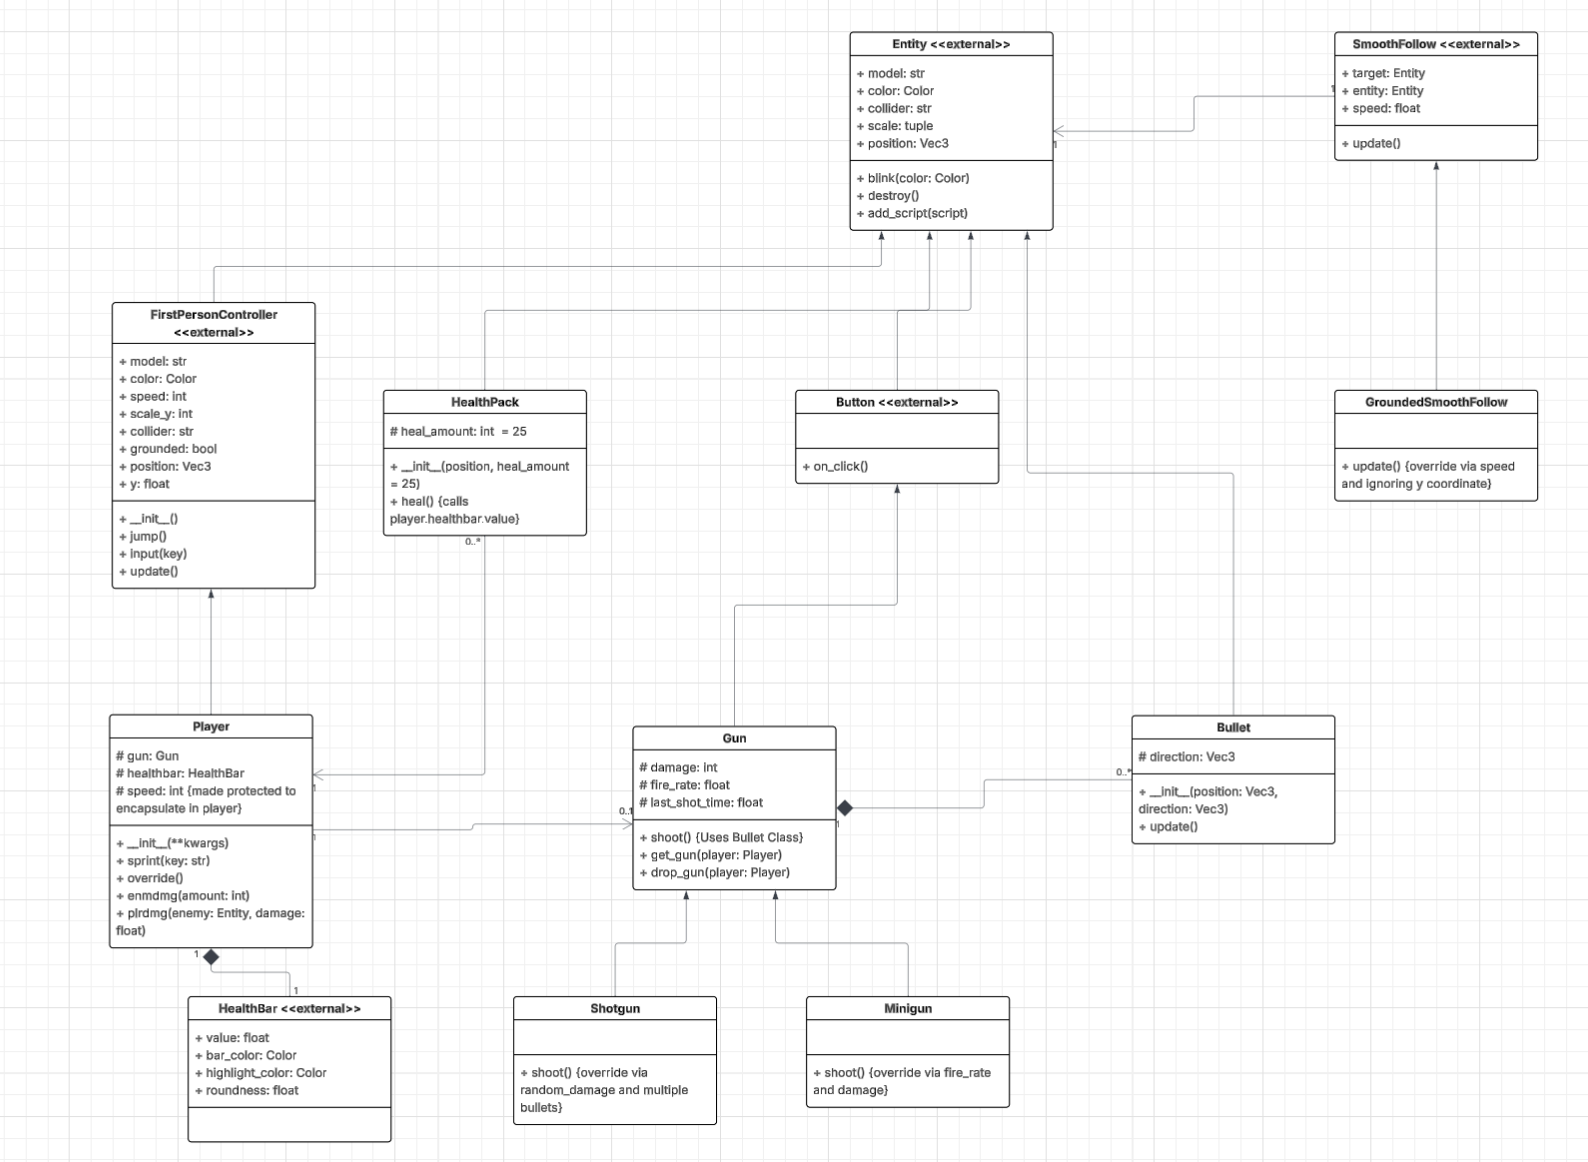 Entity <<external>>
+ model: str
+ color: Color
+ collider: str
+ scale: tuple
+ position: Vec3
+ blink(color: Color)
+ destroy()
+ add_script(script)
1
SmoothFollow <<external>>
+ target: Entity
+ entity: Entity
+ speed: float
+ update()
1
FirstPersonController
<<external>>
+ model: str
+ color: Color
+ speed: int
+ scale_y: int
+ collider: str
+ grounded: bool
+ position: Vec3
+ y: float
+ __init__()
+ jump()
+ input(key)
+ update()
HealthPack
# heal_amount: int = 25
+ __init__(position, heal_amount
= 25)
+ heal() {calls
player.healthbar.value}
0..*
Button <<external>>
+ on_click()
GroundedSmoothFollow
+ update() {override via speed
and ignoring y coordinate}
Player
# gun: Gun
# healthbar: HealthBar
# speed: int {made protected to
encapsulate in player}
+ __init__(**kwargs)
+ sprint(key: str)
+ override()
+ enmdmg(amount: int)
+ plrdmg(enemy: Entity, damage:
float)
1
1
1
Gun
# damage: int
# fire_rate: float
# last_shot_time: float
+ shoot() {Uses Bullet Class}
+ get_gun(player: Player)
+ drop_gun(player: Player)
0..1
1
Bullet
# direction: Vec3
+ __init__(position: Vec3,
direction: Vec3)
+ update()
0..*
HealthBar <<external>>
+ value: float
+ bar_color: Color
+ highlight_color: Color
+ roundness: float
1
Shotgun
+ shoot() {override via
random_damage and multiple
bullets}
Minigun
+ shoot() {override via fire_rate
and damage}